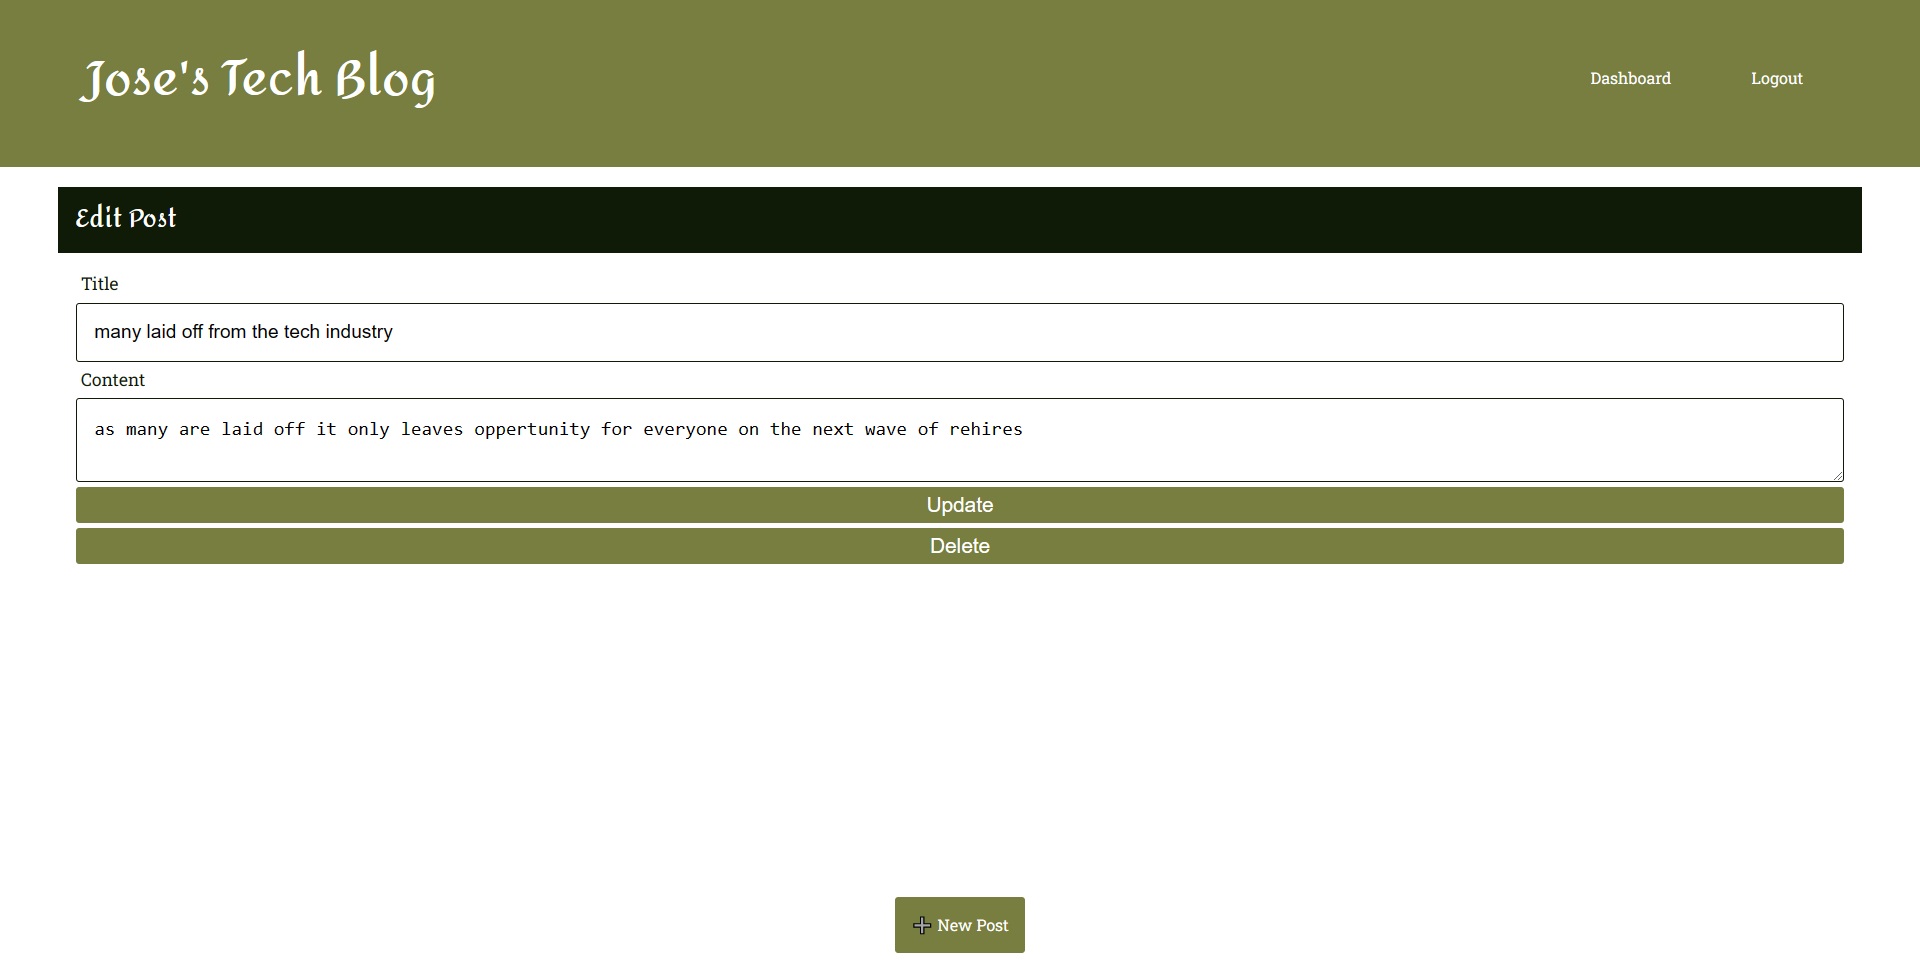 Jose's Tech Blog
Dashboard
Logout
Edit Post
Title
many laid off from the tech industry
Content
as many are laid off it only leaves oppertunity for everyone on the next wave of rehires
Update
Delete
New Post